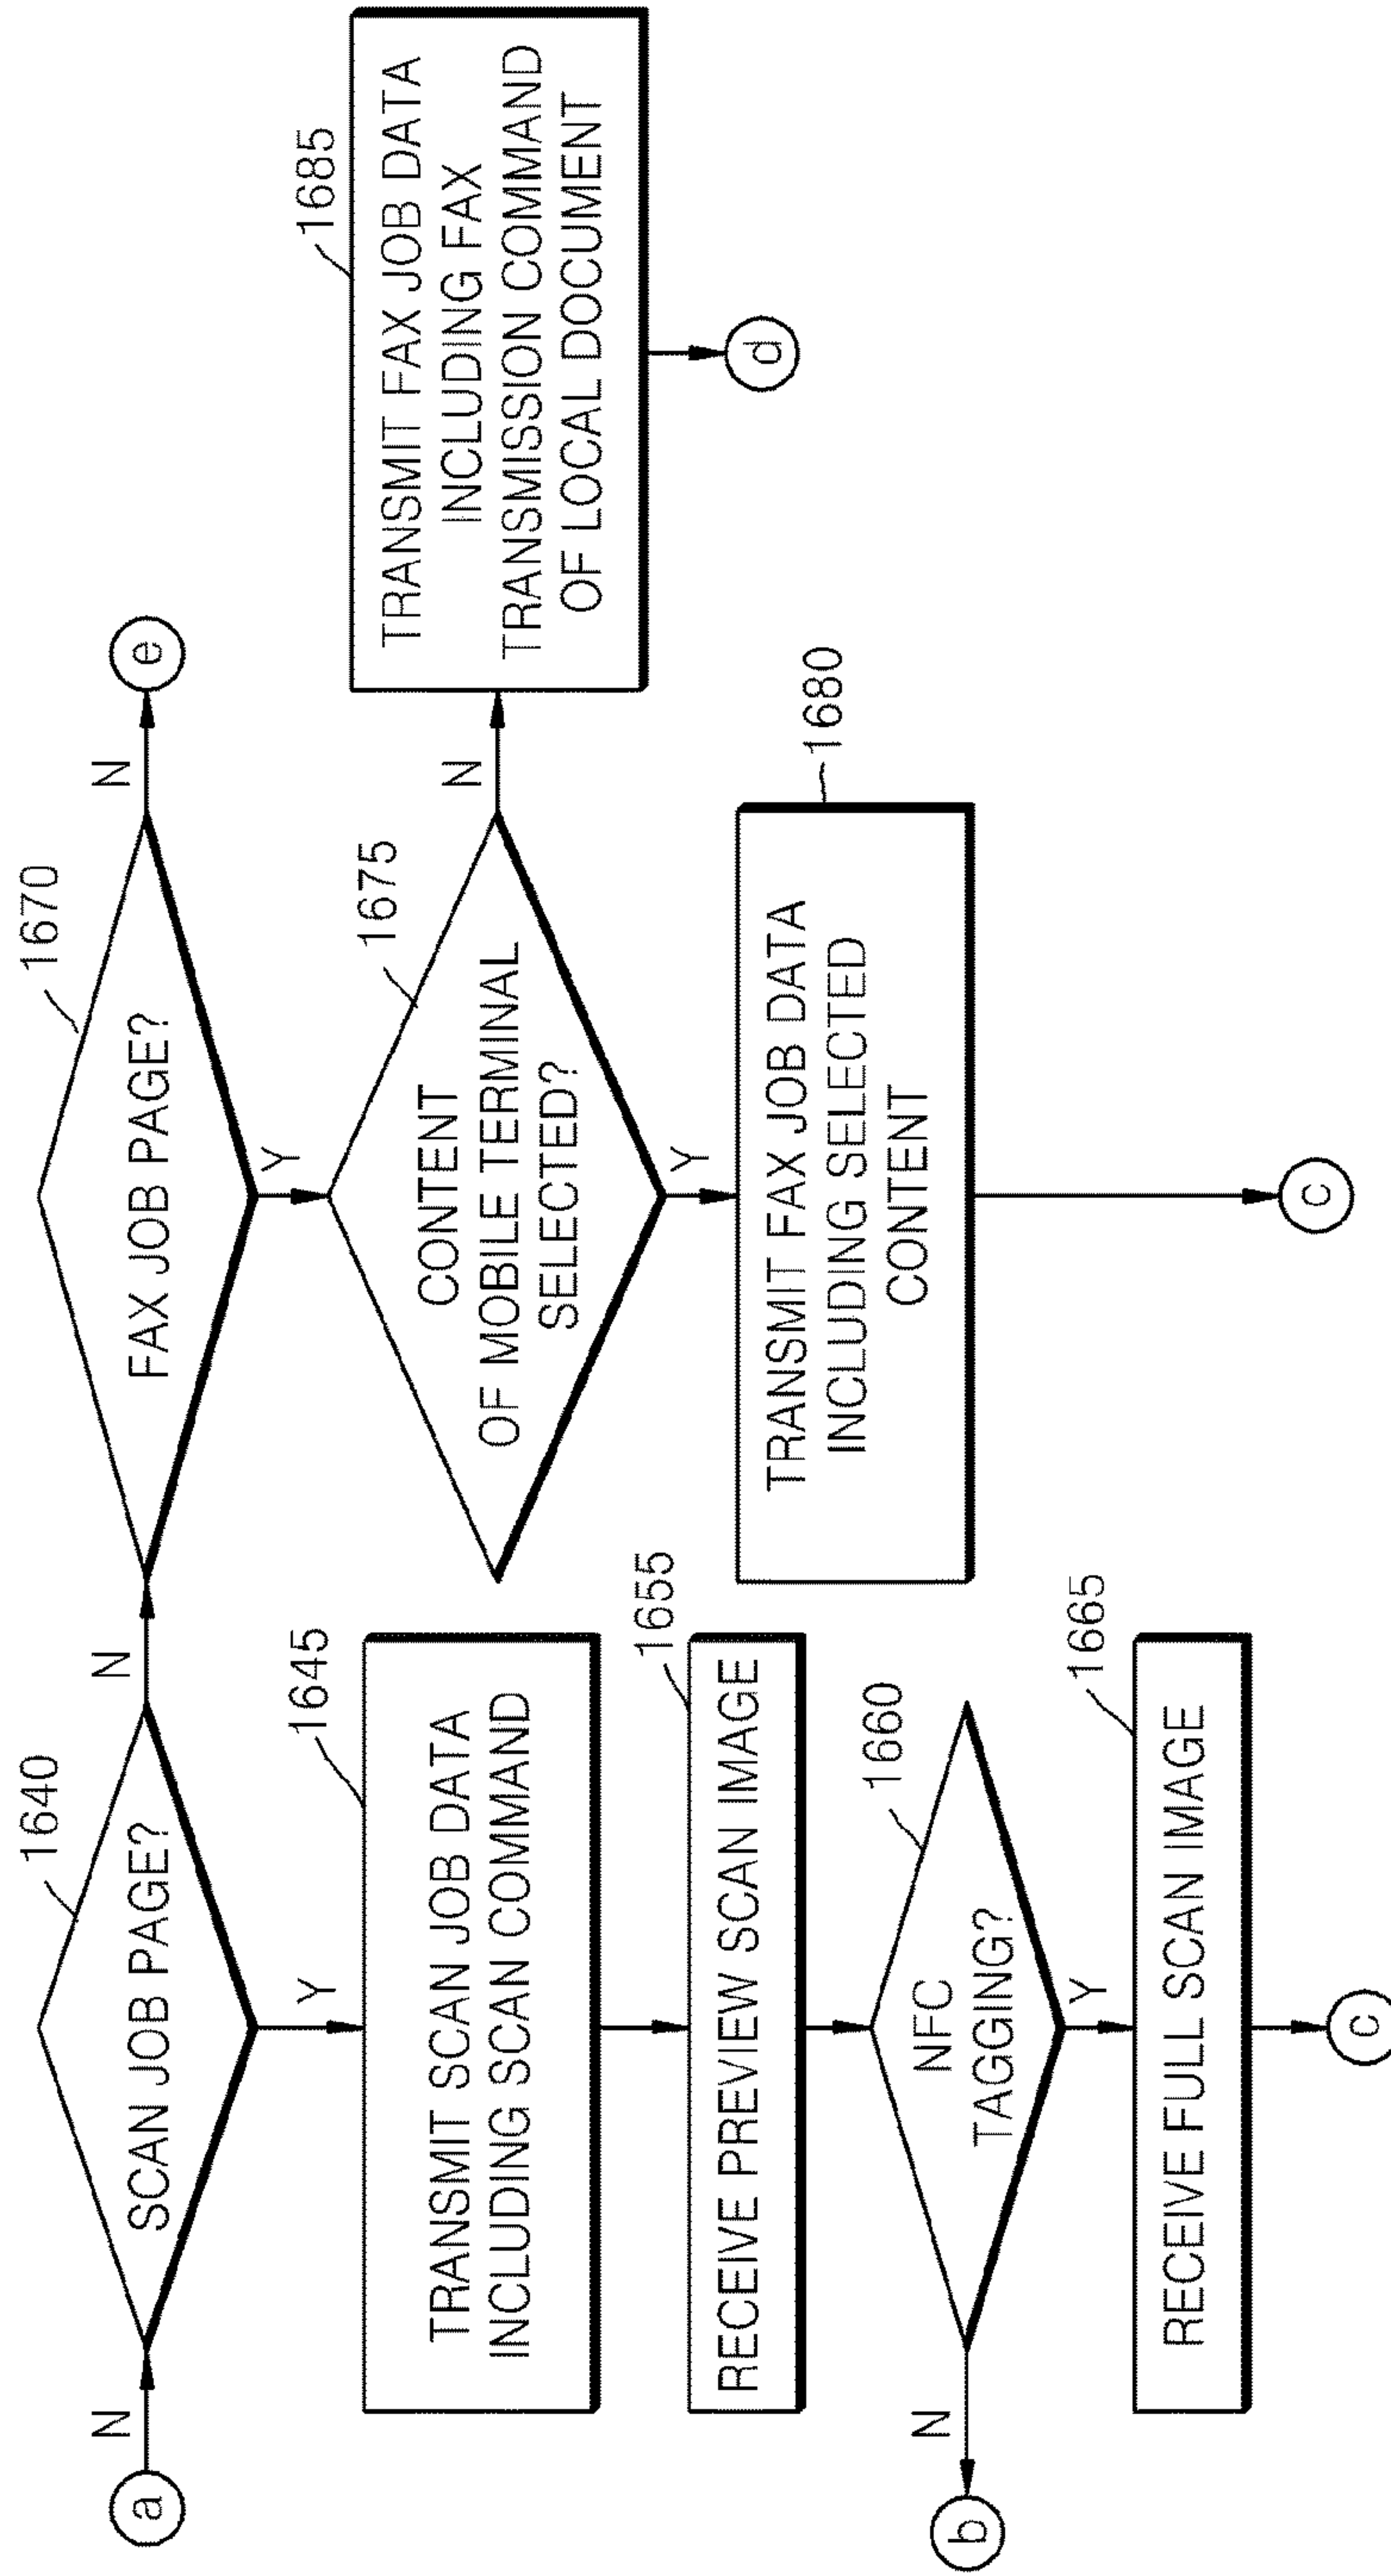 a
N
1640
SCAN JOB PAGE?
N
1670
FAX JOB PAGE?
N
e
Y
1645
TRANSMIT SCAN JOB DATA
INCLUDING SCAN COMMAND
1655
RECEIVE PREVIEW SCAN IMAGE
1660
NFC
TAGGING?
N
b
Y
1665
RECEIVE FULL SCAN IMAGE
c
Y
1675
CONTENT
OF MOBILE TERMINAL
SELECTED?
N
1685
TRANSMIT FAX JOB DATA
INCLUDING FAX
TRANSMISSION COMMAND
OF LOCAL DOCUMENT
d
Y
1680
TRANSMIT FAX JOB DATA
INCLUDING SELECTED
CONTENT
c